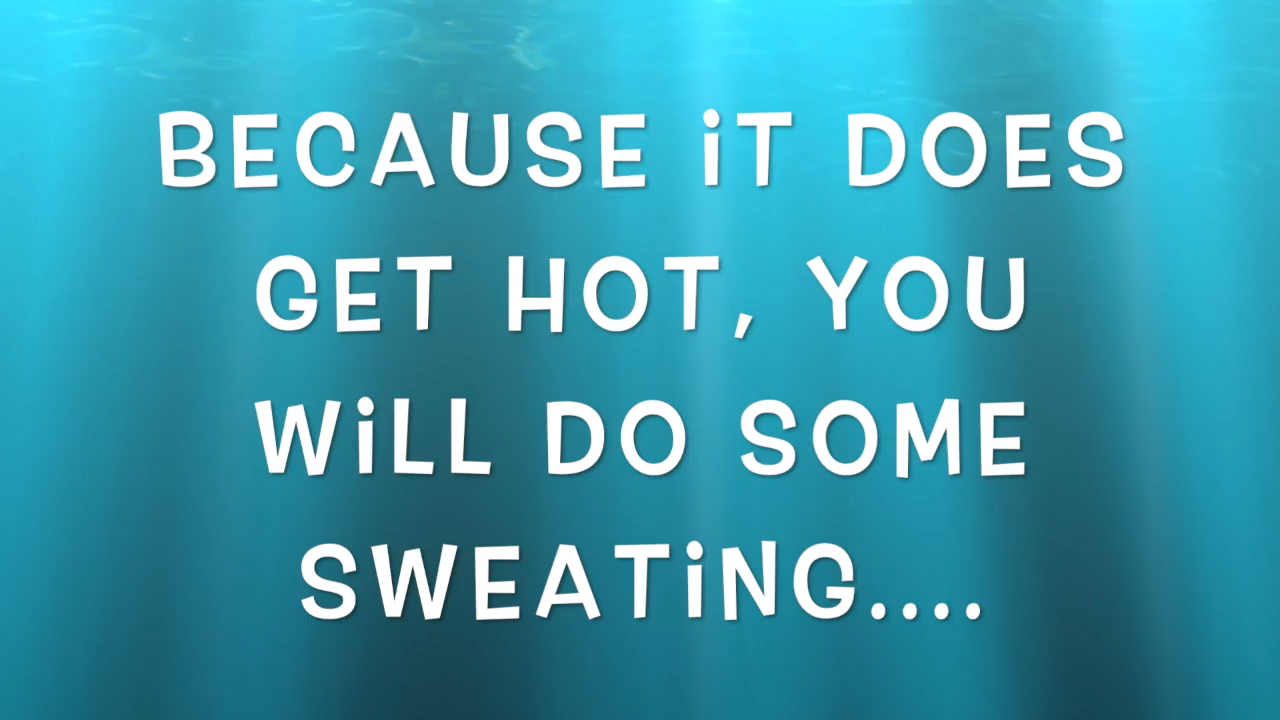 BECAUSE iT DOES
GET HOT, YOU
WiLL DO SOME
SWEATiNG....